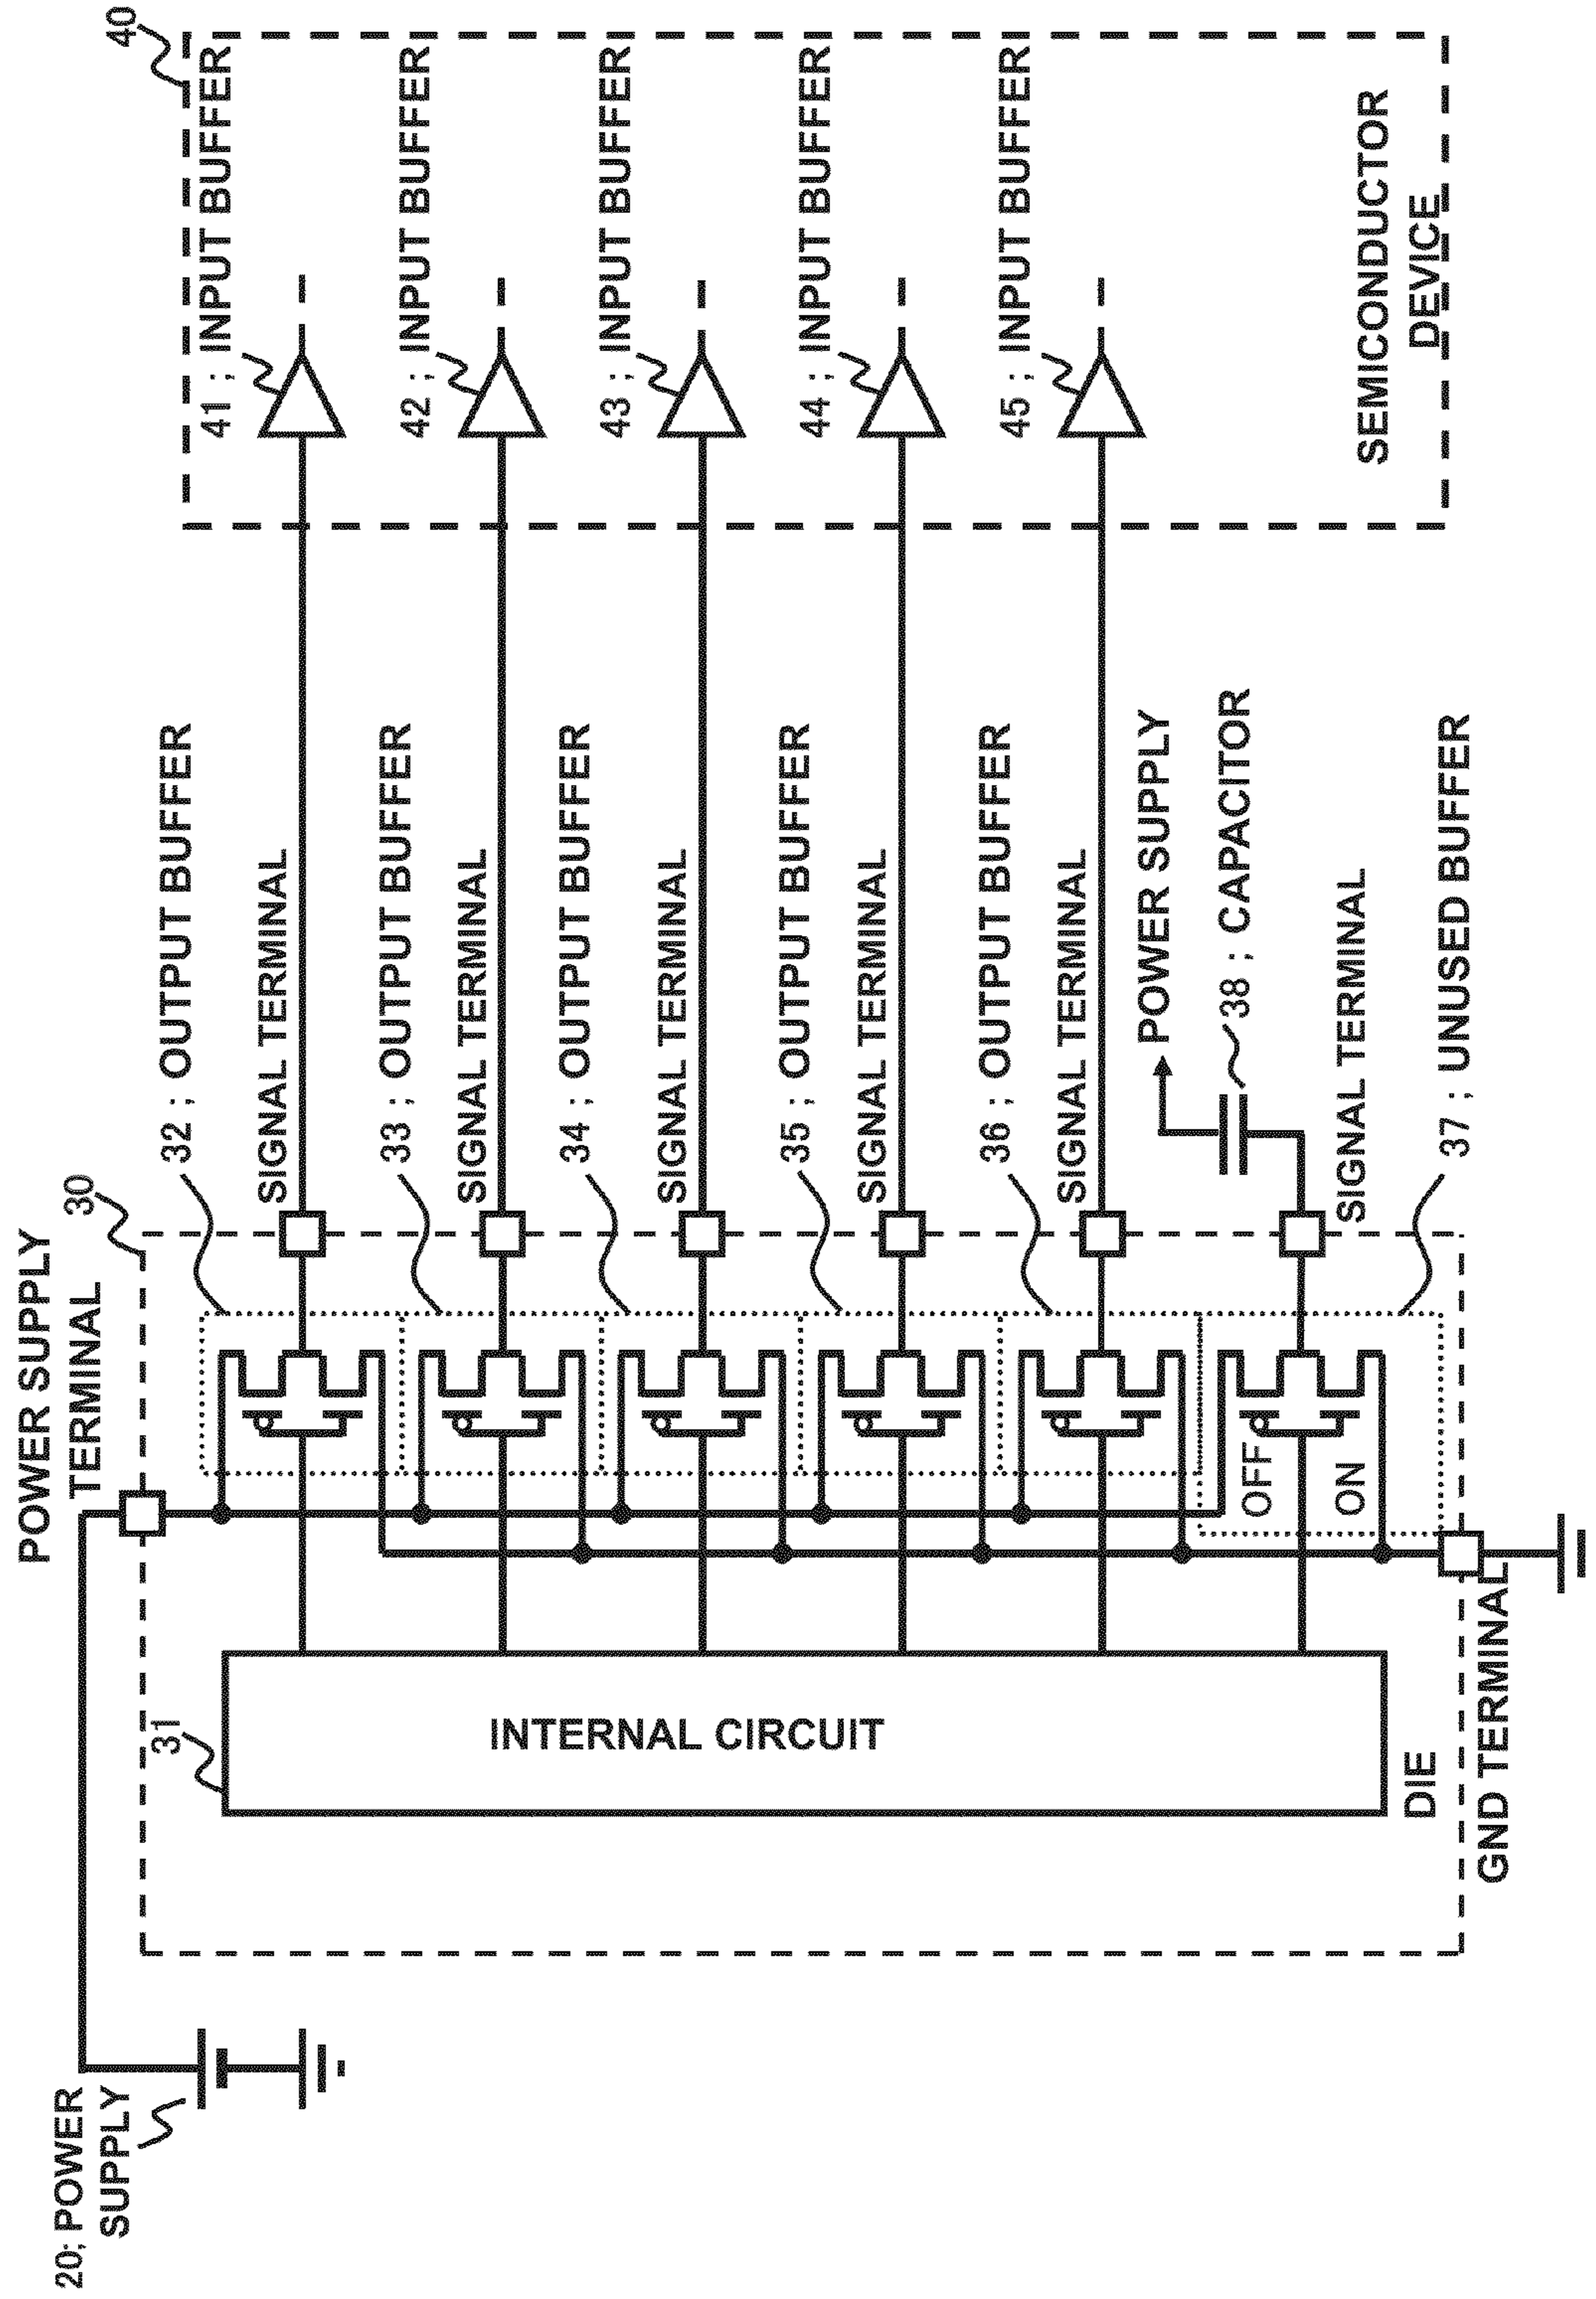 20; POWER
SUPPLY
POWER SUPPLY
TERMINAL
30
32 ; OUTPUT BUFFER
SIGNAL TERMINAL
33 ; OUTPUT BUFFER
SIGNAL TERMINAL
34 ; OUTPUT BUFFER
SIGNAL TERMINAL
35 ; OUTPUT BUFFER
SIGNAL TERMINAL
36 ; OUTPUT BUFFER
SIGNAL TERMINAL
POWER SUPPLY
38 ; CAPACITOR
SIGNAL TERMINAL
37 ; UNUSED BUFFER
40
41 ; INPUT BUFFER
42 ; INPUT BUFFER
43 ; INPUT BUFFER
44 ; INPUT BUFFER
45 ; INPUT BUFFER
SEMICONDUCTOR
DEVICE
31
INTERNAL CIRCUIT
OFF
ON
DIE
GND TERMINAL